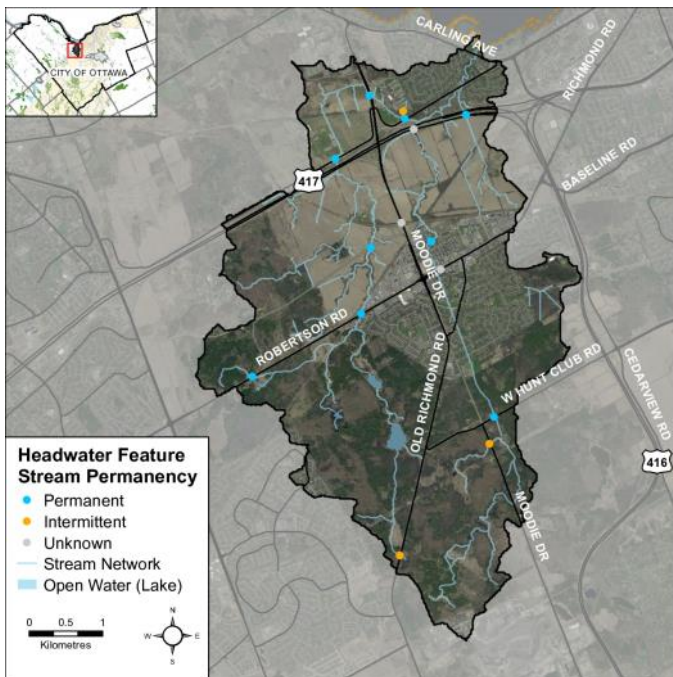 CITY OF OTTAWA
CARLING AVE
RICHMOND RD
BASELINE RD
417
MOODIE DR
ROBERTSON RD
OLD RICHMOND RD
W HUNT CLUB RD
CEDARVIEW RD
416
MOODIE DR
Headwater Feature
Stream Permanency
Permanent
Intermittent
Unknown
Stream Network
Open Water (Lake)
0 0.5 1
Kilometres
N
W E
S